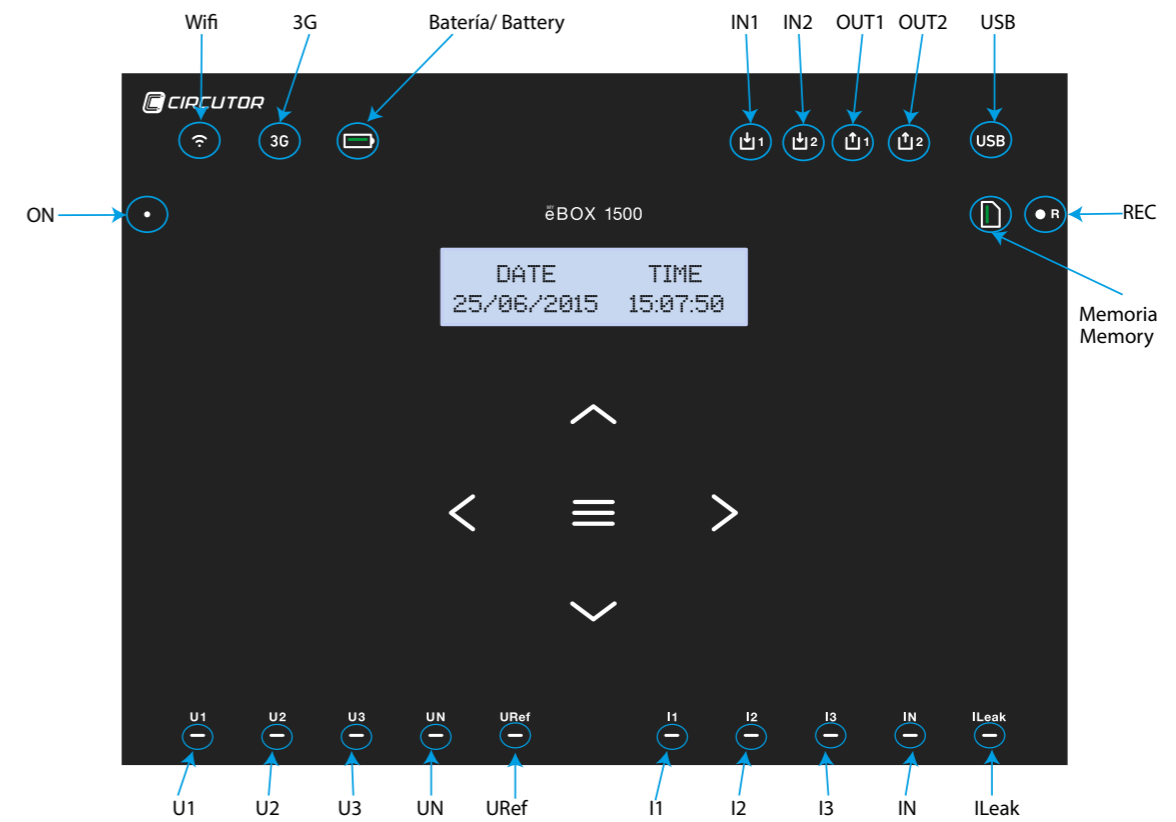 Wifi 3G Batería/ Battery IN1 IN2 OUT1 OUT2 USB
CIRCUTOR
3G 1 2 1 2 USB
ON R REC
MY ëBOX 1500
DATE TIME
25/06/2015 15:07:50
Memoria
Memory
U1 U2 U3 UN URef I1 I2 I3 IN ILeak
U1 U2 U3 UN URef I1 I2 I3 IN ILeak